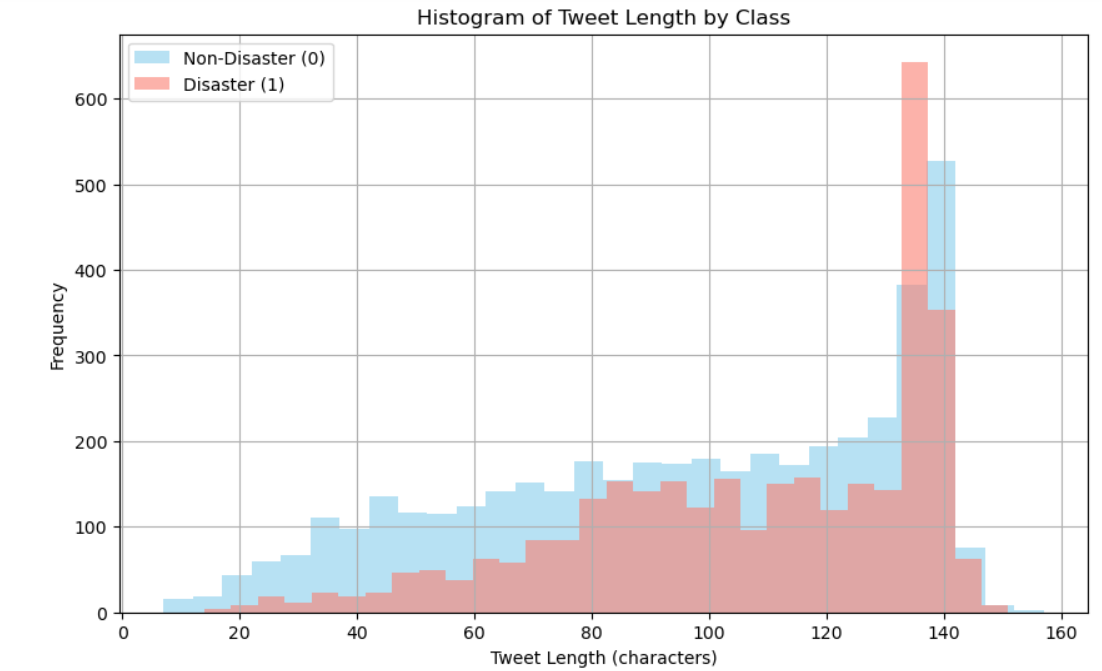 Histogram of Tweet Length by Class
Non-Disaster (0)
Disaster (1)
600
500
400
300
200
100
0
Frequency
0 20 40 60 80 100 120 140 160
Tweet Length (characters)